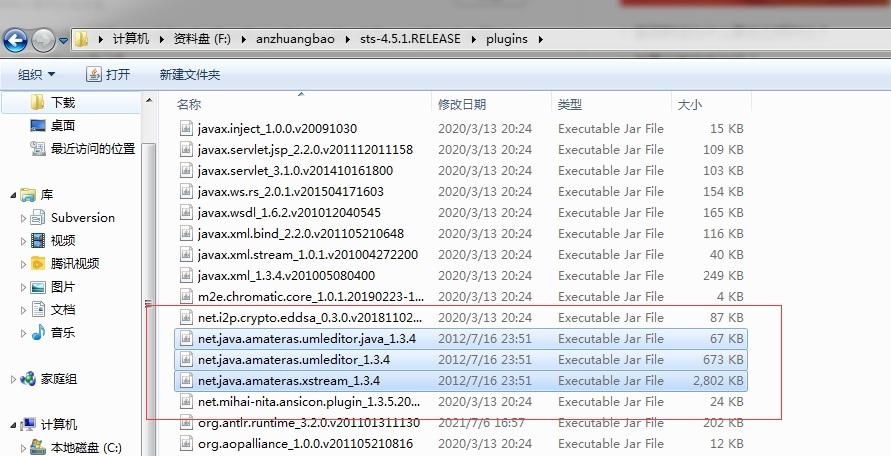 计算机 资料盘 (F:) anzhuangbao sts-4.5.1.RELEASE plugins
组织 打开 新建文件夹
名称 修改日期 类型 大小
下载
桌面
最近访问的位置
库
Subversion
视频
腾讯视频
图片
文档
音乐
家庭组
计算机
本地磁盘 (C:)
javax.inject_1.0.0.v20091030 2020/3/13 20:24 Executable Jar File 15 KB
javax.servlet.jsp_2.2.0.v201112011158 2020/3/13 20:24 Executable Jar File 109 KB
javax.servlet_3.1.0.v201410161800 2020/3/13 20:24 Executable Jar File 103 KB
javax.ws.rs_2.0.1.v201504171603 2020/3/13 20:24 Executable Jar File 154 KB
javax.wsdl_1.6.2.v201012040545 2020/3/13 20:24 Executable Jar File 165 KB
javax.xml.bind_2.2.0.v201105210648 2020/3/13 20:24 Executable Jar File 116 KB
javax.xml.stream_1.0.1.v201004272200 2020/3/13 20:24 Executable Jar File 40 KB
javax.xml_1.3.4.v201005080400 2020/3/13 20:24 Executable Jar File 249 KB
m2e.chromatic.core_1.0.1.20190223-1... 2020/3/13 20:24 Executable Jar File 4 KB
net.i2p.crypto.eddsa_0.3.0.v20181102... 2020/3/13 20:24 Executable Jar File 87 KB
net.java.amateras.umleditor.java_1.3.4 2012/7/16 23:51 Executable Jar File 67 KB
net.java.amateras.umleditor_1.3.4 2012/7/16 23:51 Executable Jar File 673 KB
net.java.amateras.xstream_1.3.4 2012/7/16 23:51 Executable Jar File 2,802 KB
net.mihai-nita.ansicon.plugin_1.3.5.20... 2020/3/13 20:24 Executable Jar File 24 KB
org.antlr.runtime_3.2.0.v201101311130 2021/7/6 16:57 Executable Jar File 202 KB
org.aopalliance_1.0.0.v201105210816 2020/3/13 20:24 Executable Jar File 12 KB